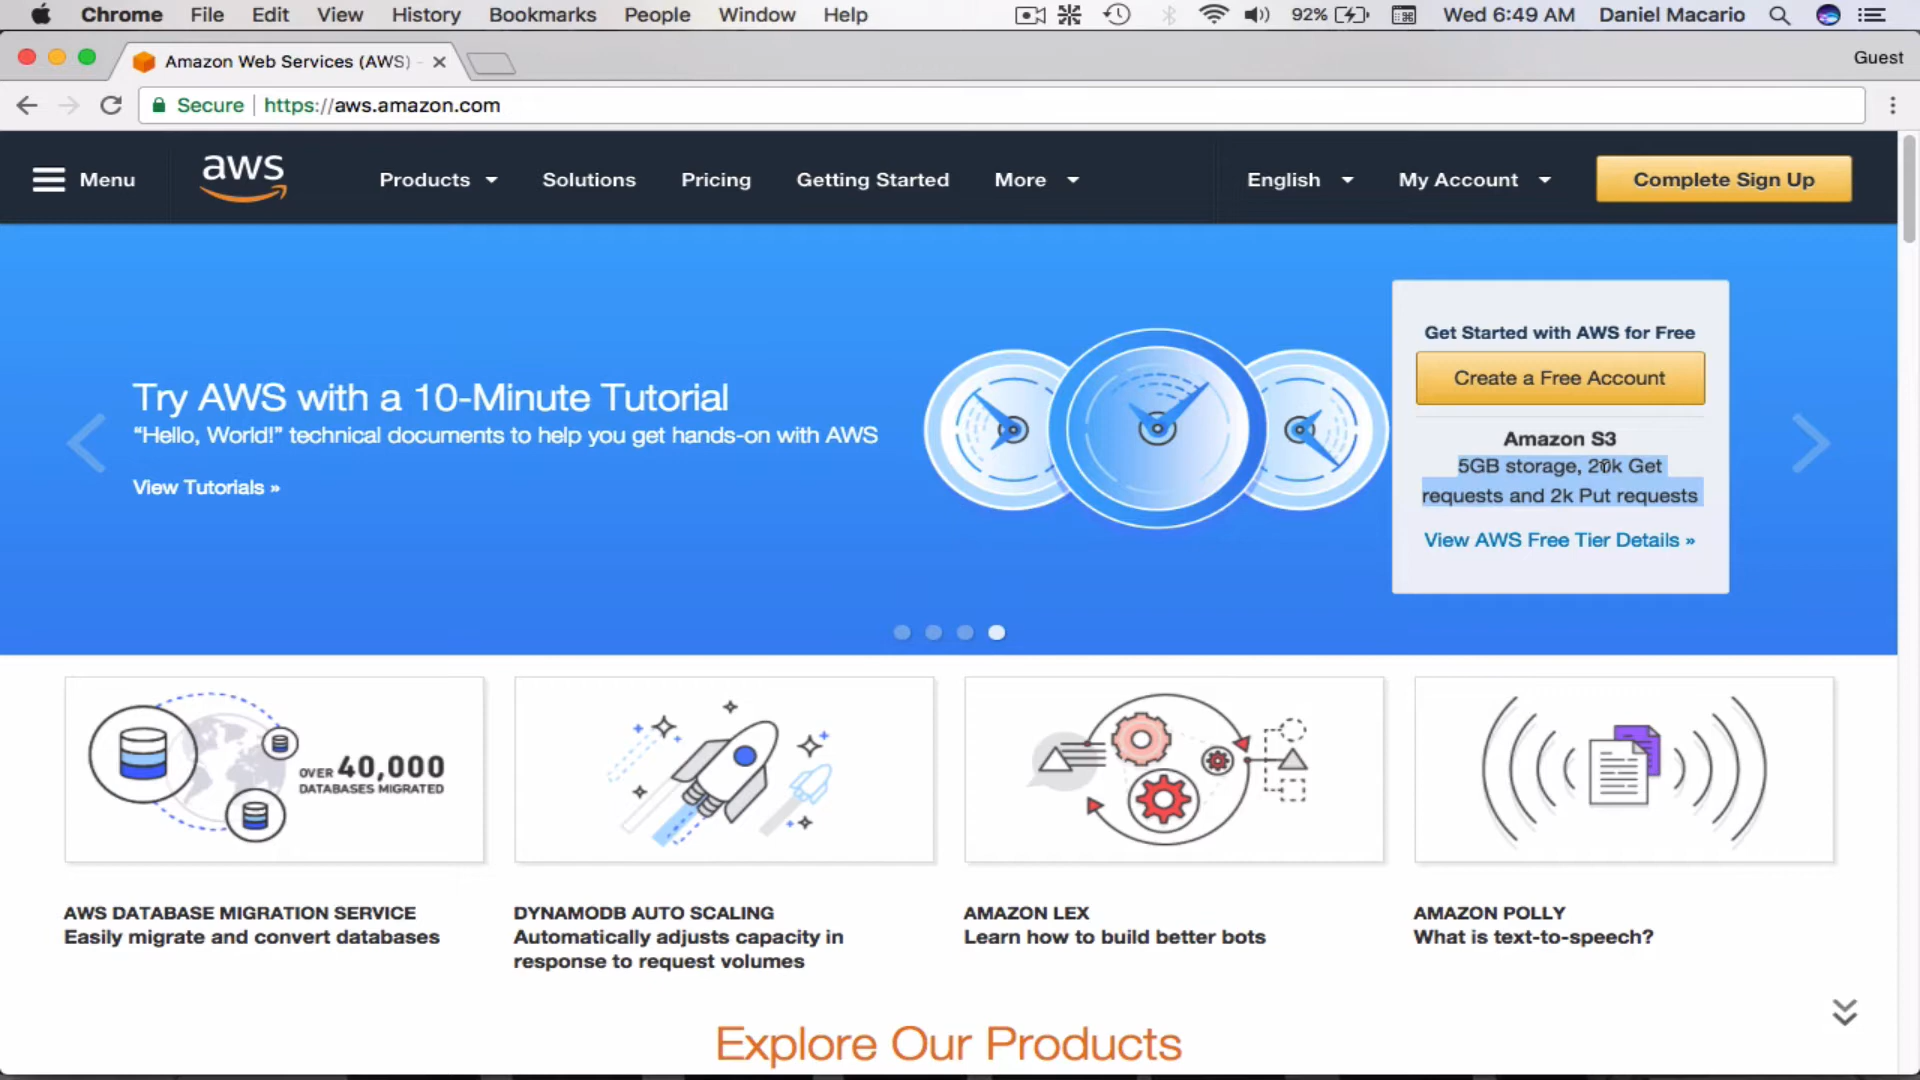 Chrome File Edit View History Bookmarks People Window Help 92% Wed 6:49 AM Daniel Macario
Amazon Web Services (AWS) - Guest
Secure https://aws.amazon.com
Menu aws Products Solutions Pricing Getting Started More English My Account Complete Sign Up
Try AWS with a 10-Minute Tutorial
“Hello, World!” technical documents to help you get hands-on with AWS
View Tutorials »
Get Started with AWS for Free
Create a Free Account
Amazon S3
5GB storage, 20k Get
requests and 2k Put requests
View AWS Free Tier Details »
OVER 40,000
DATABASES MIGRATED
AWS DATABASE MIGRATION SERVICE
Easily migrate and convert databases
DYNAMODB AUTO SCALING
Automatically adjusts capacity in
response to request volumes
AMAZON LEX
Learn how to build better bots
AMAZON POLLY
What is text-to-speech?
Explore Our Products